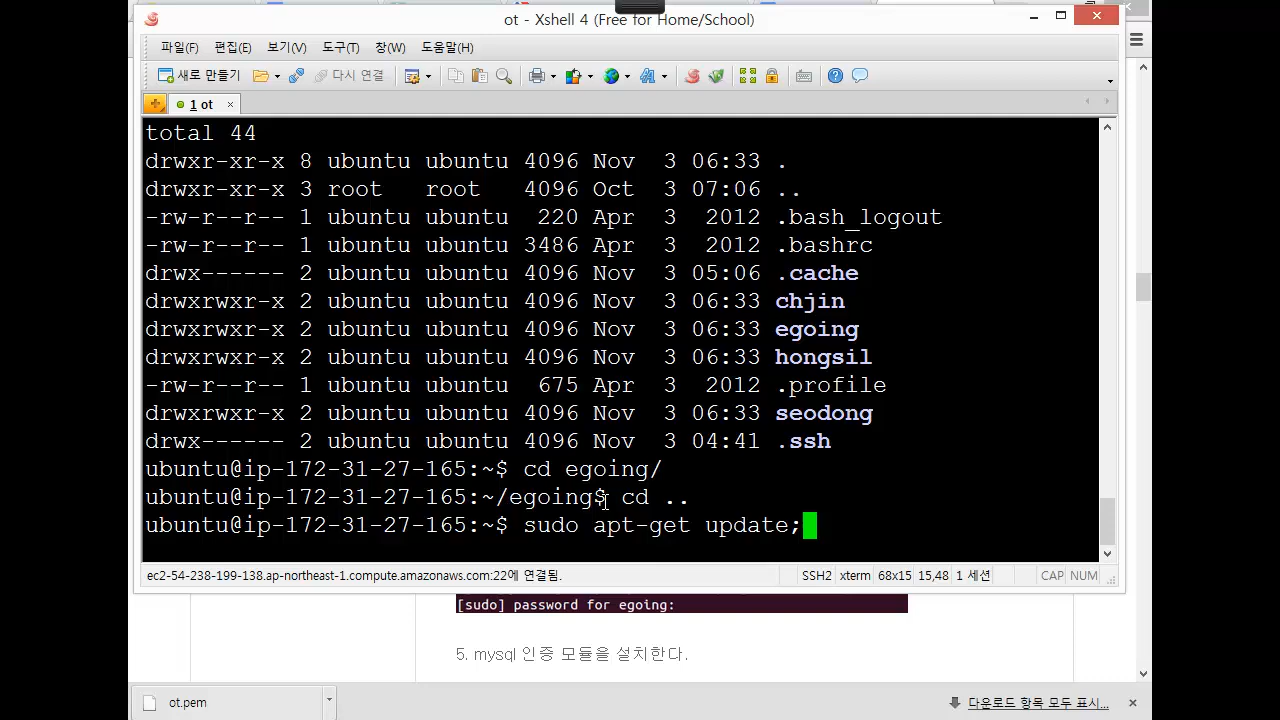 ot - Xshell 4 (Free for Home/School)
파일(F) 편집(E) 보기(V) 도구(T) 창(W) 도움말(H)
새로 만들기 다시 연결
1 ot
total 44
drwxr-xr-x 8 ubuntu ubuntu 4096 Nov  3 06:33 .
drwxr-xr-x 3 root   root   4096 Oct  3 07:06 ..
-rw-r--r-- 1 ubuntu ubuntu  220 Apr  3  2012 .bash_logout
-rw-r--r-- 1 ubuntu ubuntu 3486 Apr  3  2012 .bashrc
drwx------ 2 ubuntu ubuntu 4096 Nov  3 05:06 .cache
drwxrwxr-x 2 ubuntu ubuntu 4096 Nov  3 06:33 chjin
drwxrwxr-x 2 ubuntu ubuntu 4096 Nov  3 06:33 egoing
drwxrwxr-x 2 ubuntu ubuntu 4096 Nov  3 06:33 hongsil
-rw-r--r-- 1 ubuntu ubuntu  675 Apr  3  2012 .profile
drwxrwxr-x 2 ubuntu ubuntu 4096 Nov  3 06:33 seodong
drwx------ 2 ubuntu ubuntu 4096 Nov  3 04:41 .ssh
ubuntu@ip-172-31-27-165:~$ cd egoing/
ubuntu@ip-172-31-27-165:~/egoing$ cd ..
ubuntu@ip-172-31-27-165:~$ sudo apt-get update;
ec2-54-238-199-138.ap-northeast-1.compute.amazonaws.com:22에 연결됨. SSH2 xterm 68x15 15,48 1 세션 CAP NUM
[sudo] password for egoing:
5. mysql 인증 모듈을 설치한다.
ot.pem 다운로드 항목 모두 표시...